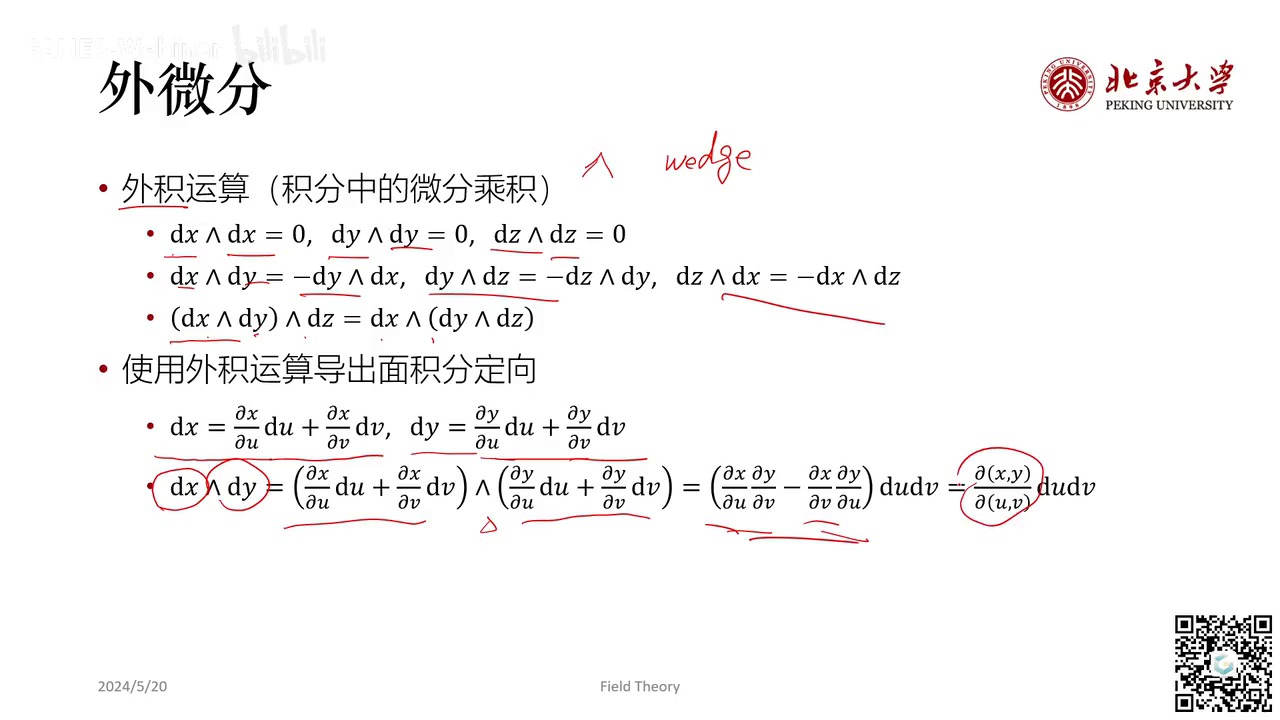 bilibili
外微分
北京大学
PEKING UNIVERSITY
∧ wedge
• 外积运算（积分中的微分乘积）
• dx ∧ dx = 0, dy ∧ dy = 0, dz ∧ dz = 0
• dx ∧ dy = −dy ∧ dx, dy ∧ dz = −dz ∧ dy, dz ∧ dx = −dx ∧ dz
• (dx ∧ dy) ∧ dz = dx ∧ (dy ∧ dz)
• 使用外积运算导出面积分定向
• dx = ∂x/∂u du + ∂x/∂v dv, dy = ∂y/∂u du + ∂y/∂v dv
• dx ∧ dy = (∂x/∂u du + ∂x/∂v dv) ∧ (∂y/∂u du + ∂y/∂v dv) = (∂x/∂u ∂y/∂v − ∂x/∂v ∂y/∂u) dudv = ∂(x,y)/∂(u,v) dudv
2024/5/20
Field Theory